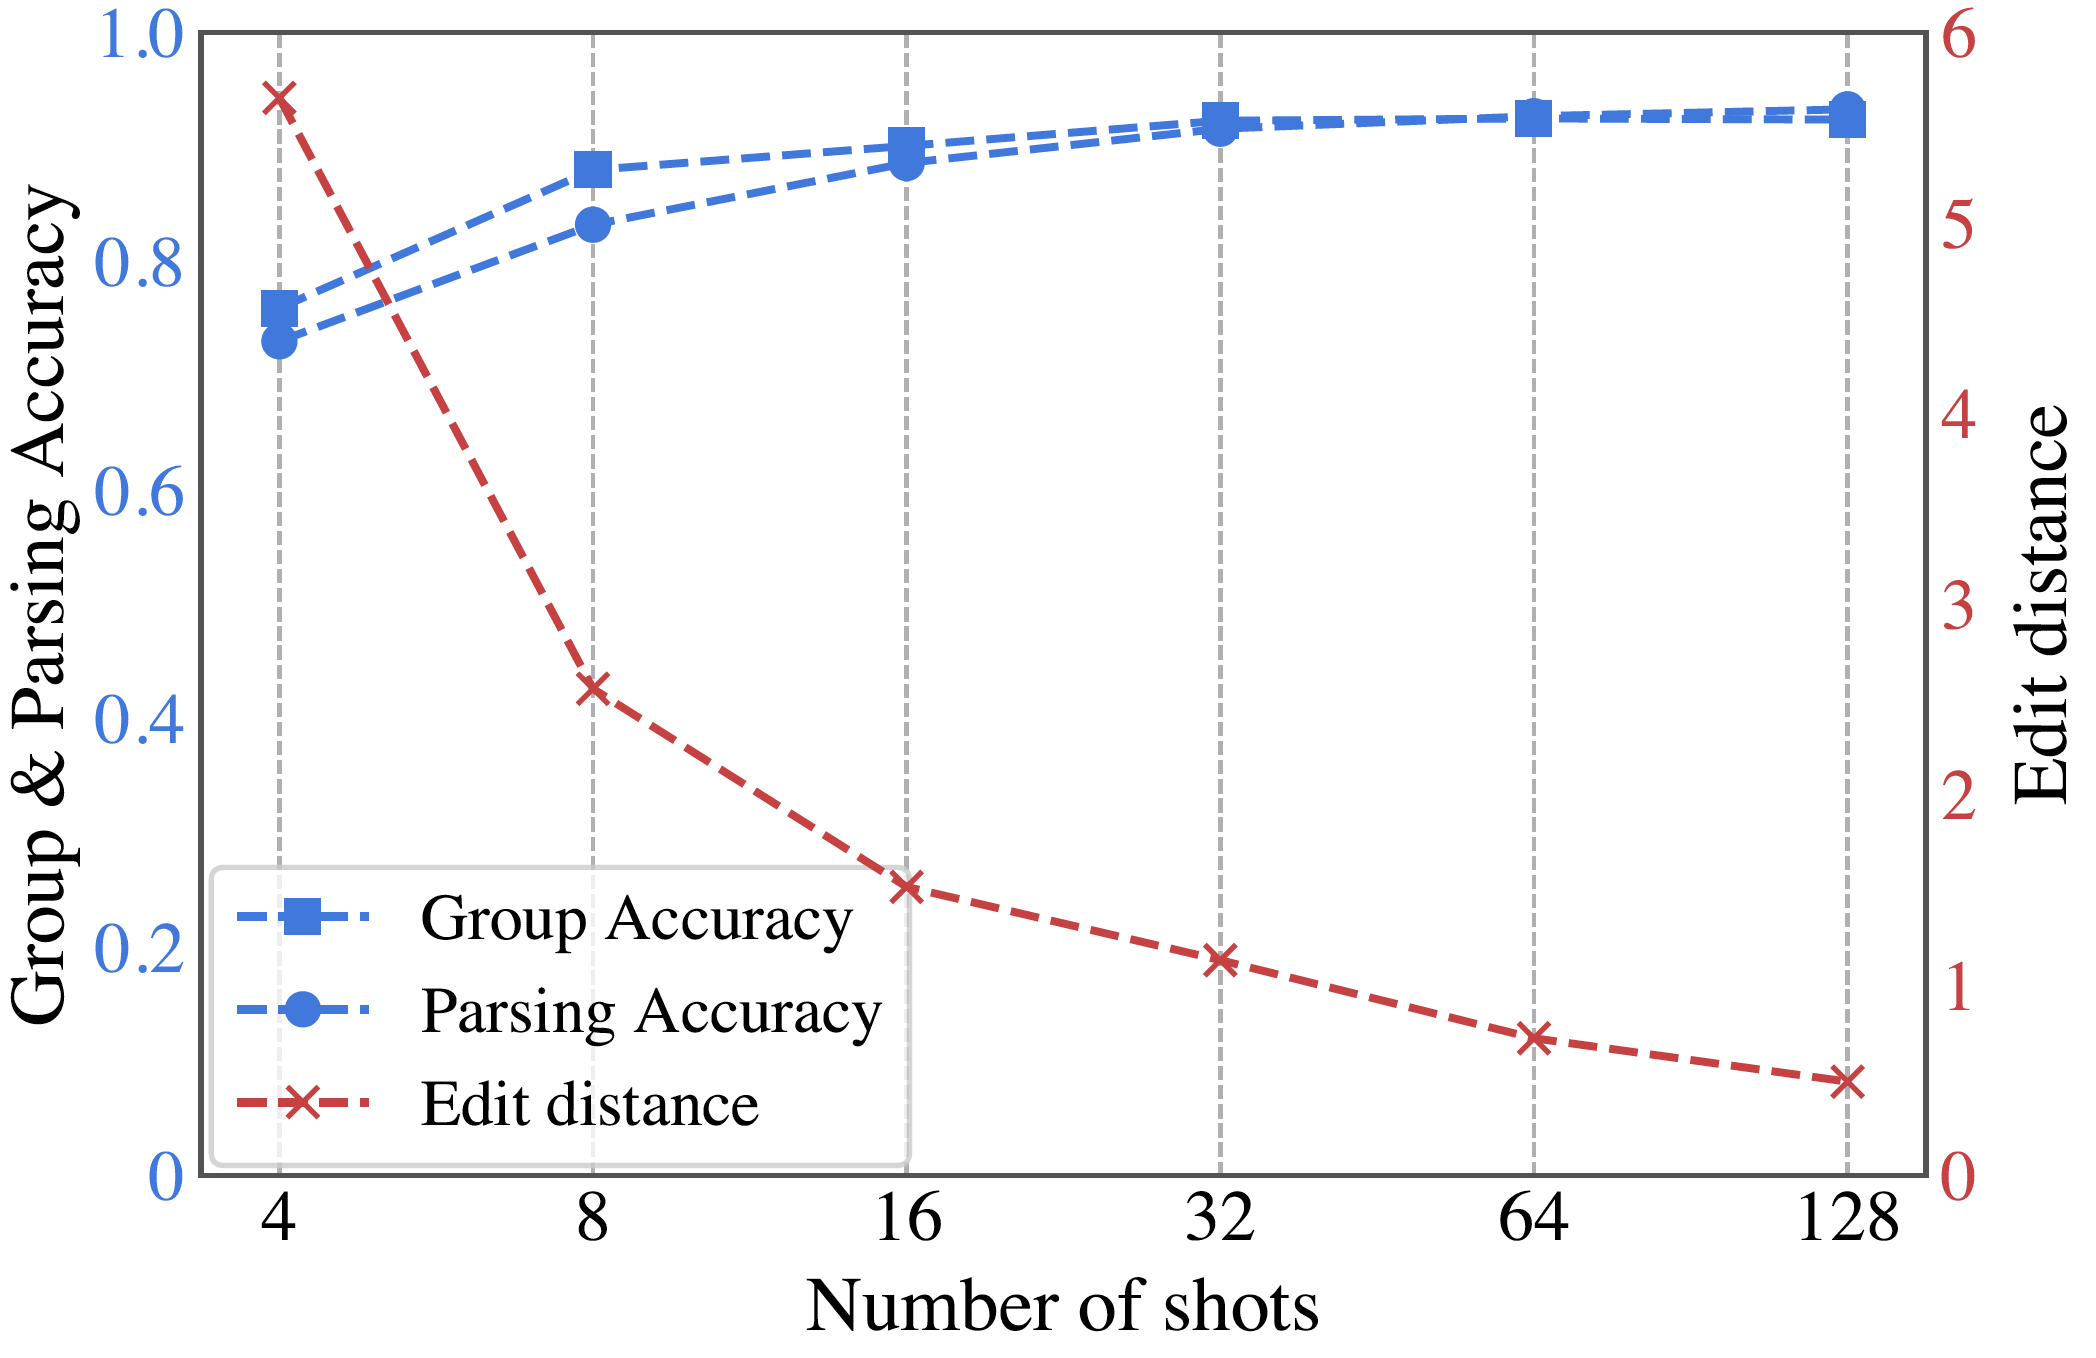 Group & Parsing Accuracy
1.0
0.8
0.6
0.4
0.2
0
6
5
4
3
2
1
0
Edit distance
Group Accuracy
Parsing Accuracy
Edit distance
4 8 16 32 64 128
Number of shots